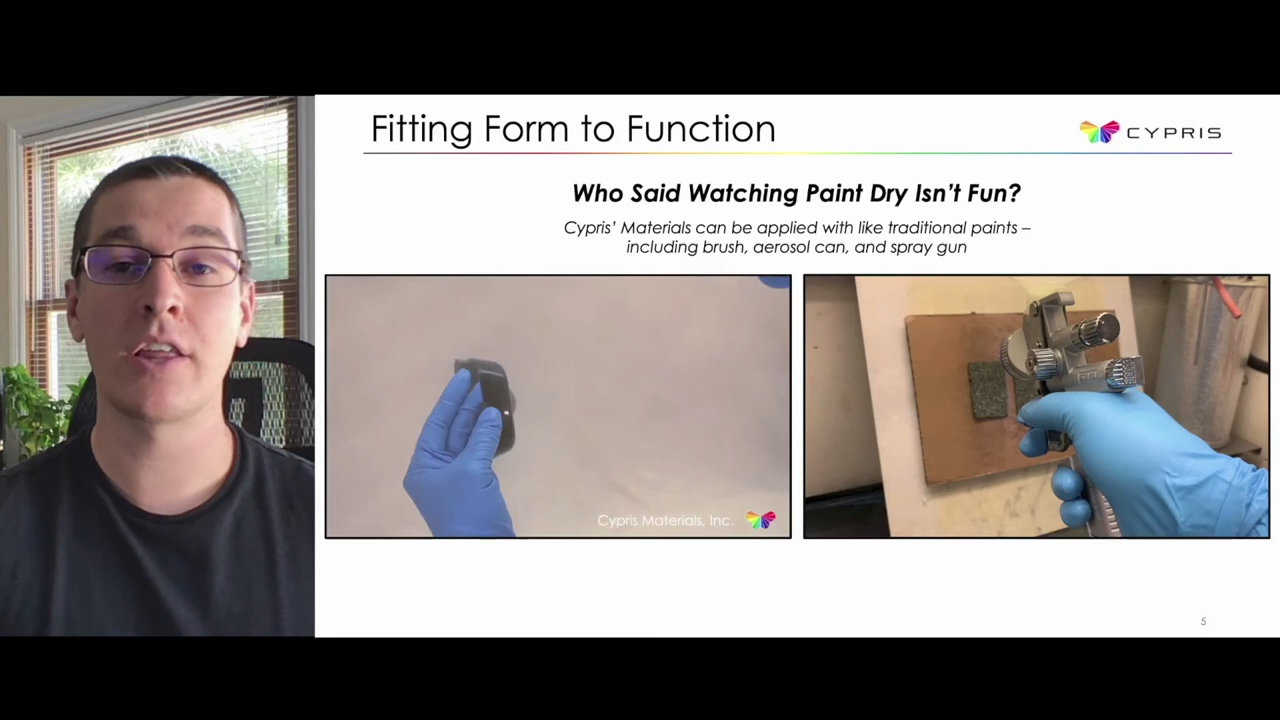 Fitting Form to Function
CYPRIS
Who Said Watching Paint Dry Isn't Fun?
Cypris' Materials can be applied with like traditional paints –
including brush, aerosol can, and spray gun
Cypris Materials, Inc.
5